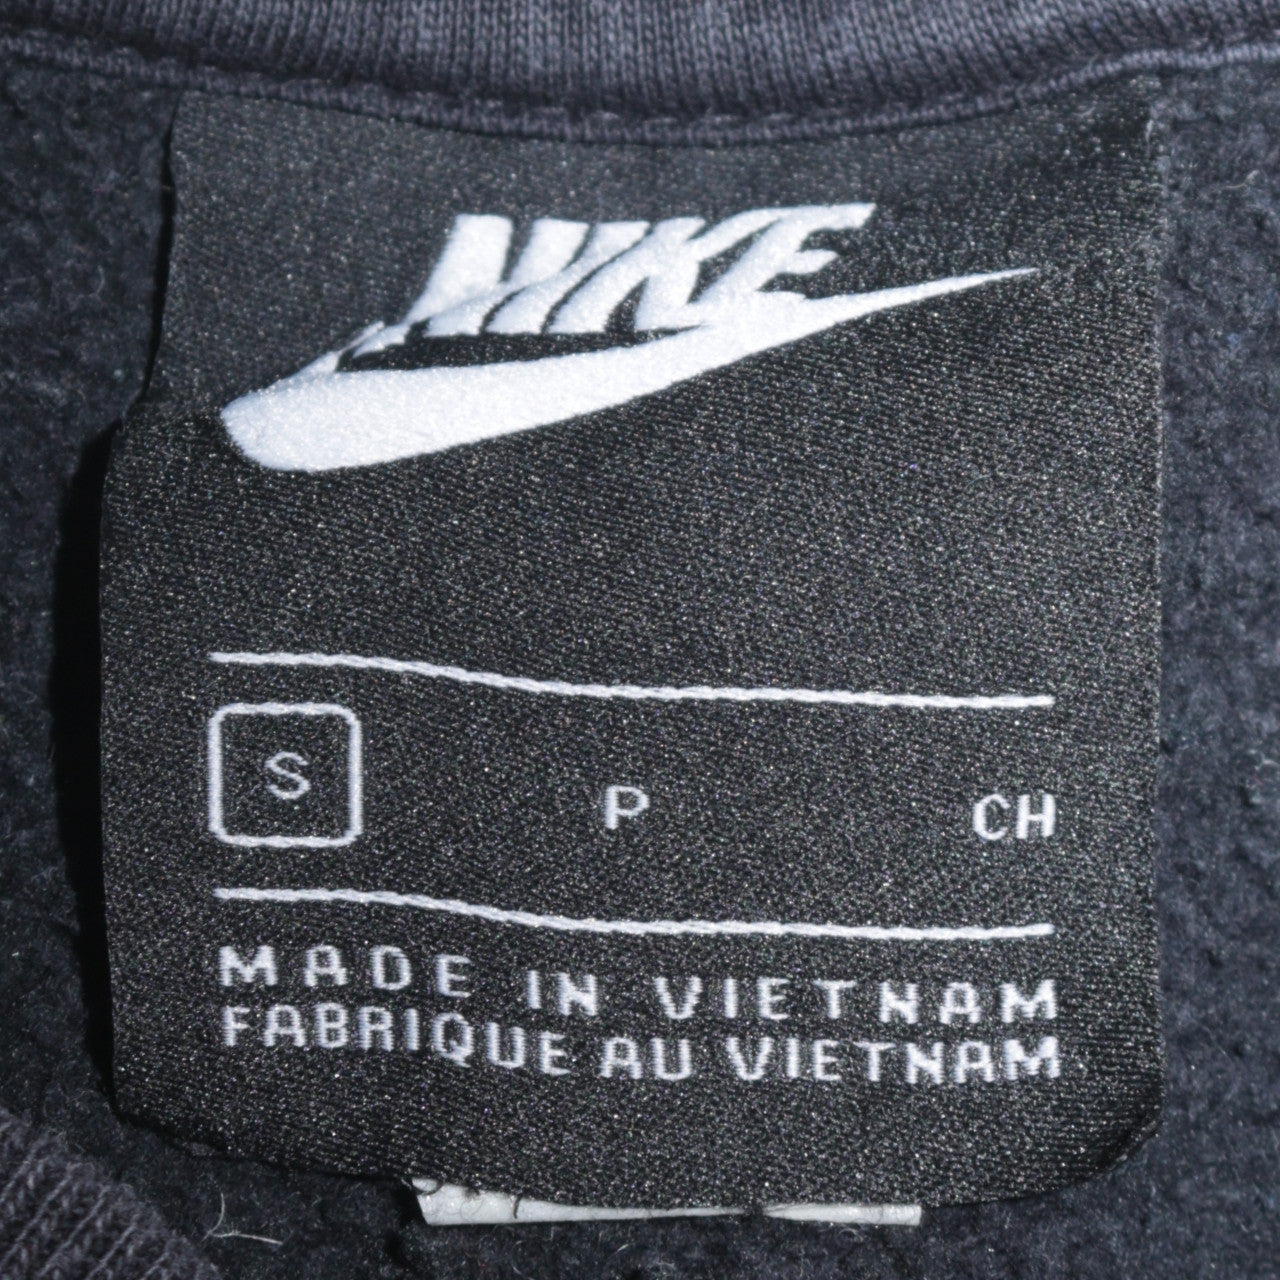 NIKE
S P CH
MADE IN VIETNAM
FABRIQUE AU VIETNAM